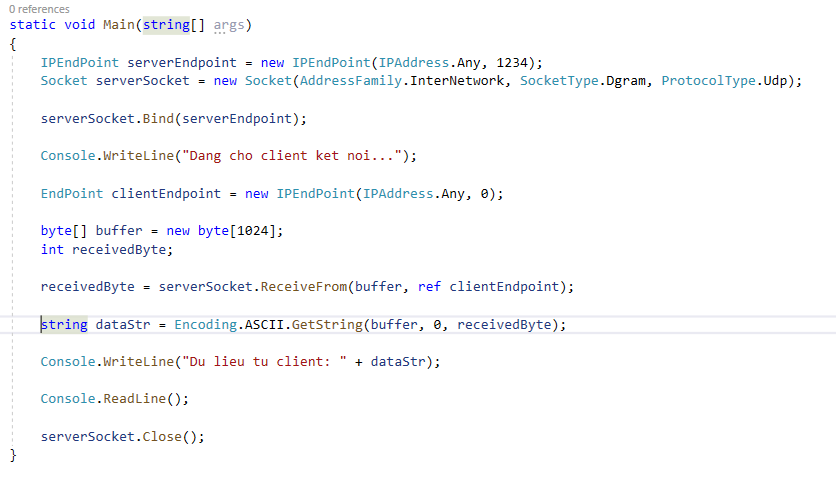 0 references
static void Main(string[] args)
{
IPEndPoint serverEndpoint = new IPEndPoint(IPAddress.Any, 1234);
Socket serverSocket = new Socket(AddressFamily.InterNetwork, SocketType.Dgram, ProtocolType.Udp);
serverSocket.Bind(serverEndpoint);
Console.WriteLine("Dang cho client ket noi...");
EndPoint clientEndpoint = new IPEndPoint(IPAddress.Any, 0);
byte[] buffer = new byte[1024];
int receivedByte;
receivedByte = serverSocket.ReceiveFrom(buffer, ref clientEndpoint);
string dataStr = Encoding.ASCII.GetString(buffer, 0, receivedByte);
Console.WriteLine("Du lieu tu client: " + dataStr);
Console.ReadLine();
serverSocket.Close();
}